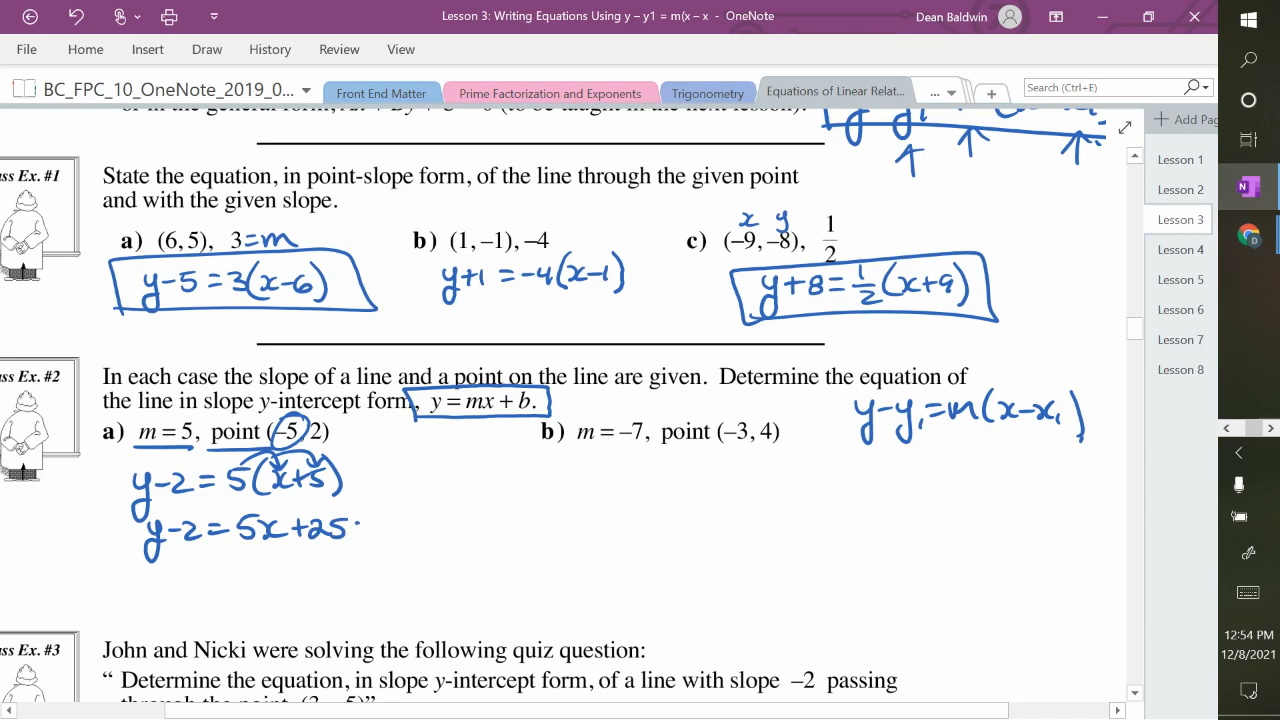 Lesson 3: Writing Equations Using y – y1 = m(x – x - OneNote
Dean Baldwin
File Home Insert Draw History Review View
BC_FPC_10_OneNote_2019_0...
Front End Matter
Prime Factorization and Exponents
Trigonometry
Equations of Linear Relat...
...
Search (Ctrl+E)
Add Pag
(to be taught in the next lesson).
Lesson 1
Lesson 2
Lesson 3
Lesson 4
Lesson 5
Lesson 6
Lesson 7
Lesson 8
ss Ex. #1
State the equation, in point-slope form, of the line through the given point
and with the given slope.
x y
a) (6, 5), 3 = m
b) (1, –1), –4
c) (–9, –8), 1/2
y-5 = 3(x-6)
y+1 = -4(x-1)
y+8 = 1/2 (x+9)
ss Ex. #2
In each case the slope of a line and a point on the line are given. Determine the equation of
the line in slope y-intercept form, y = mx + b.
y-y₁ = m(x-x₁)
a) m = 5, point (–5, 2)
b) m = –7, point (–3, 4)
y-2 = 5(x+5)
y-2 = 5x+25
ss Ex. #3
John and Nicki were solving the following quiz question:
“ Determine the equation, in slope y-intercept form, of a line with slope –2 passing
12:54 PM
12/8/2021